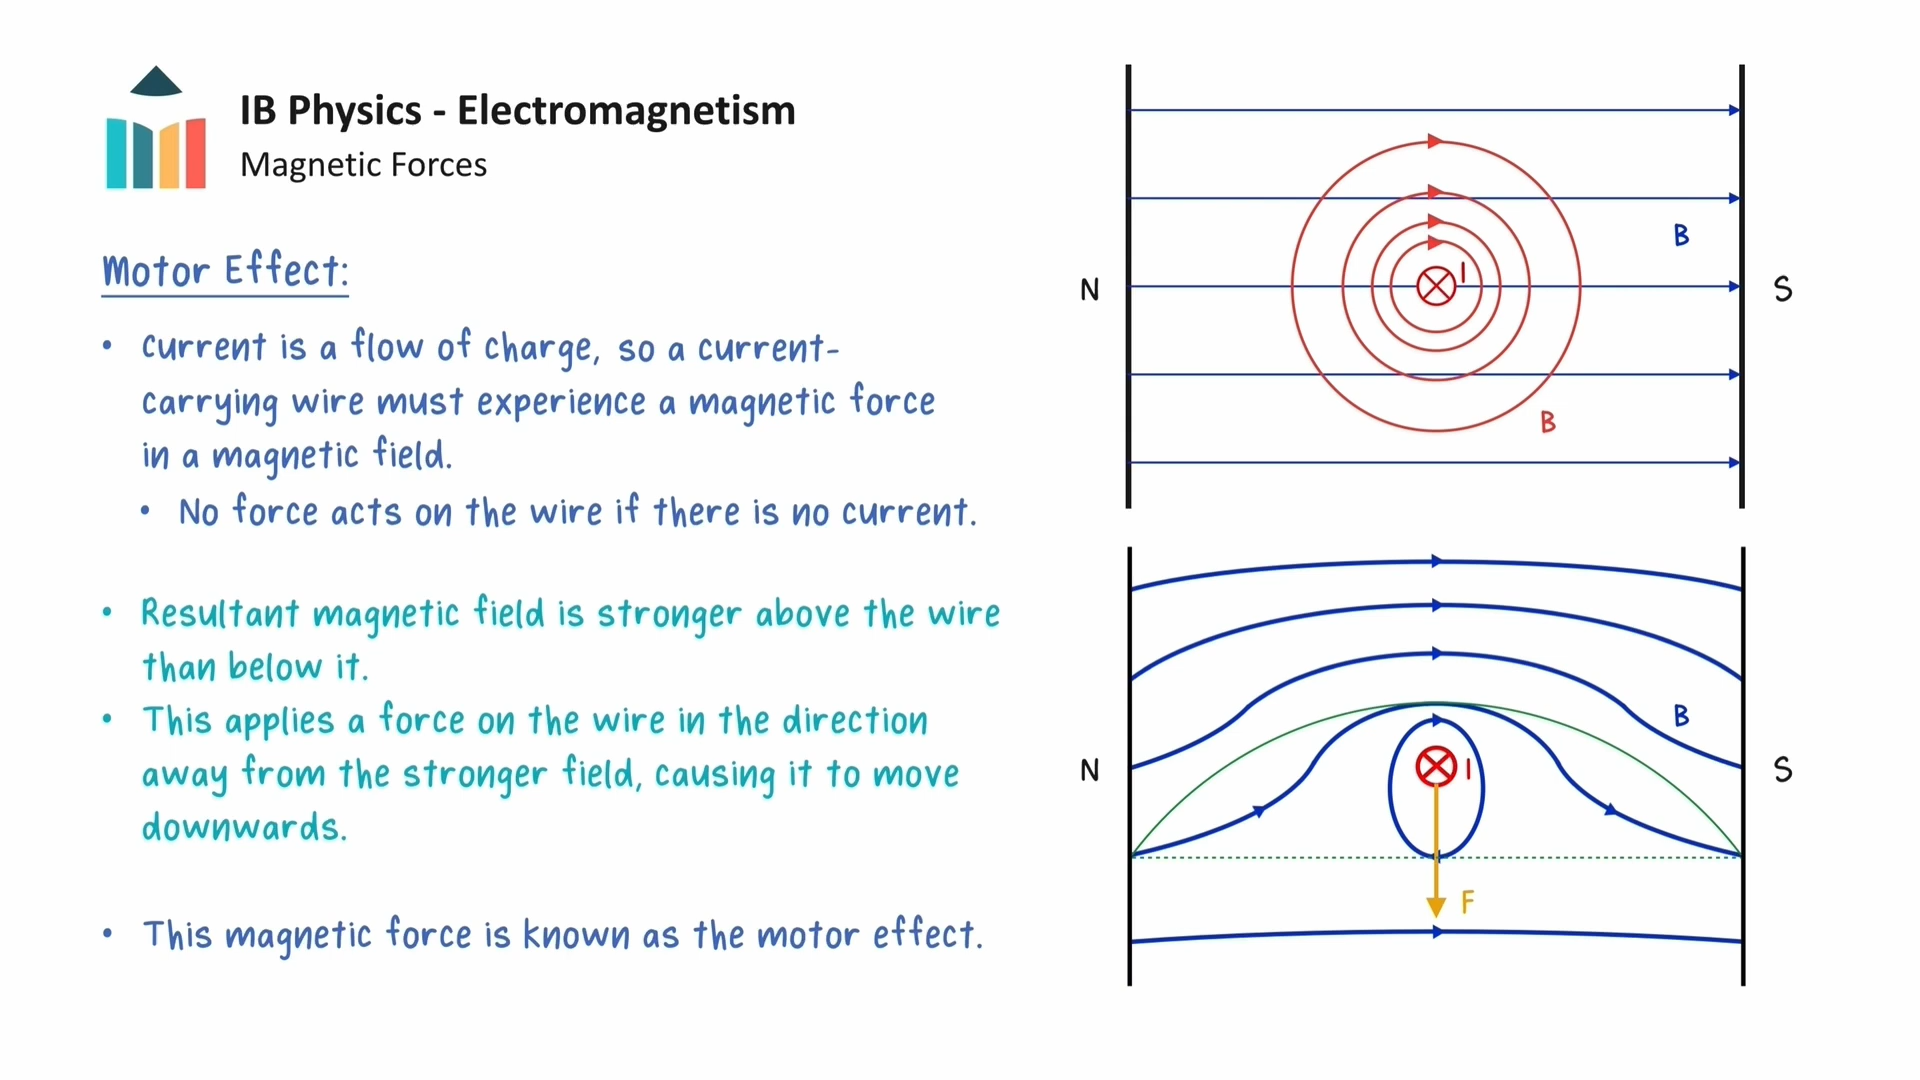 IB Physics - Electromagnetism
Magnetic Forces
Motor Effect:
• Current is a flow of charge, so a current-
carrying wire must experience a magnetic force
in a magnetic field.
• No force acts on the wire if there is no current.
• Resultant magnetic field is stronger above the wire
than below it.
• This applies a force on the wire in the direction
away from the stronger field, causing it to move
downwards.
• This magnetic force is known as the motor effect.
B
I
N
S
B
B
I
N
S
F